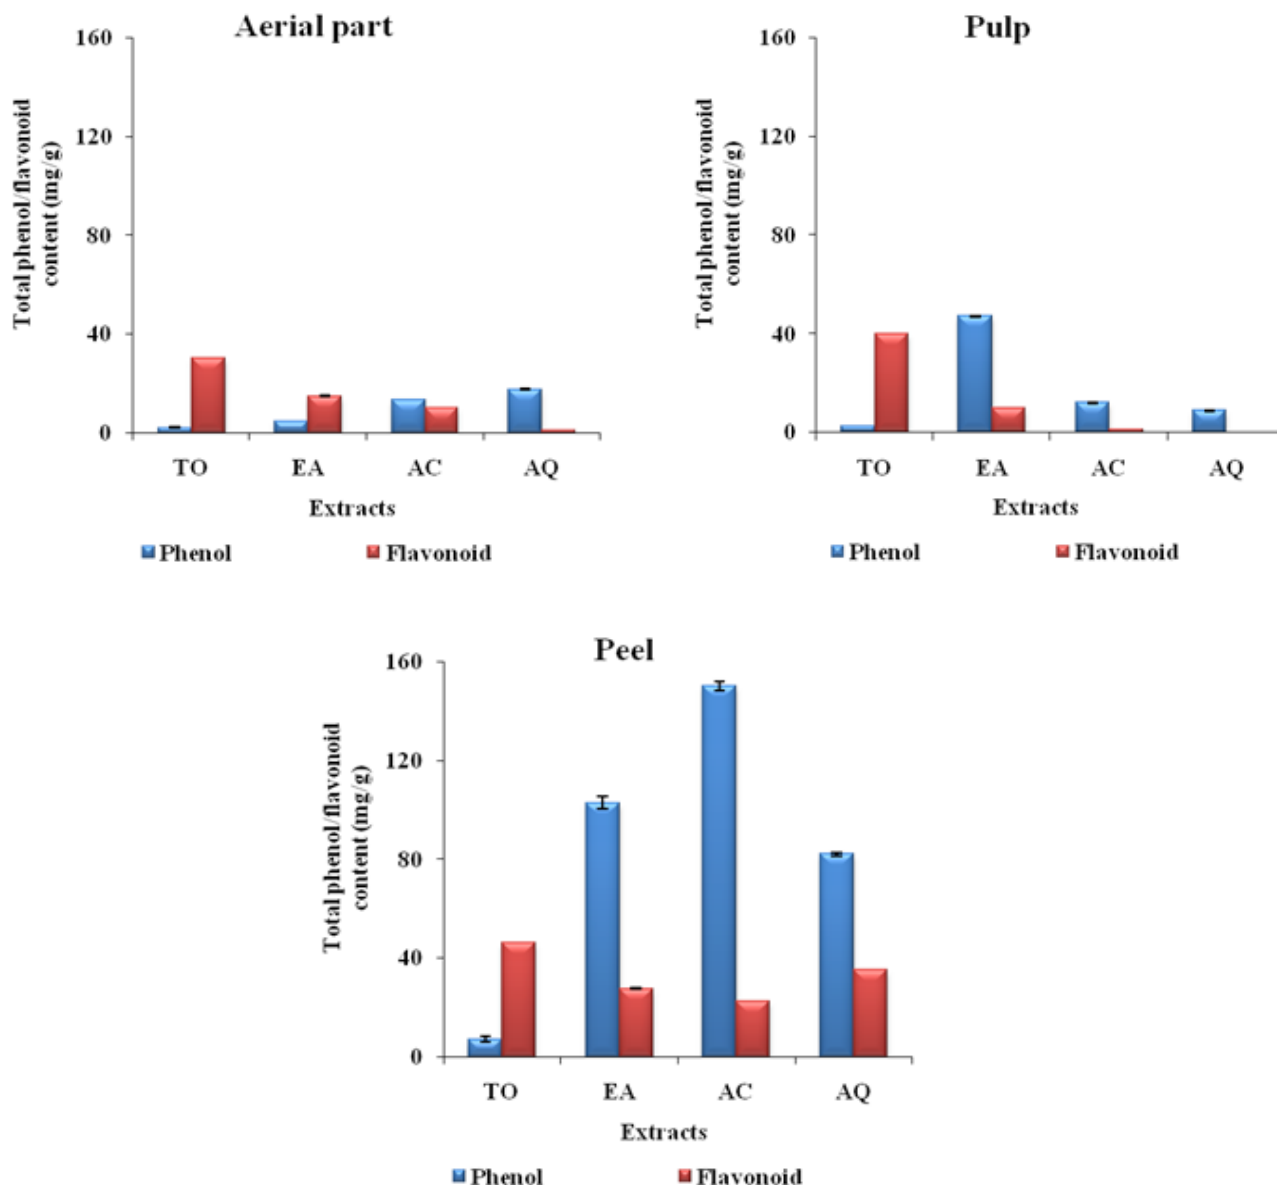 Aerial part
Total phenol/flavonoid
content (mg/g)
160
120
80
40
0
TO EA AC AQ
Extracts
Phenol Flavonoid
Pulp
Total phenol/flavonoid
content (mg/g)
160
120
80
40
0
TO EA AC AQ
Extracts
Phenol Flavonoid
Peel
Total phenol/flavonoid
content (mg/g)
160
120
80
40
0
TO EA AC AQ
Extracts
Phenol Flavonoid